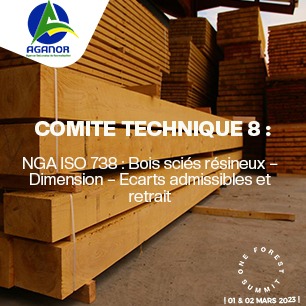 AGANOR
COMITE TECHNIQUE 8 :
NGA ISO 738 : Bois sciés résineux –
Dimension – Ecarts admissibles et
retrait
ONE FOREST
SUMMIT
| 01 & 02 MARS 2023 |